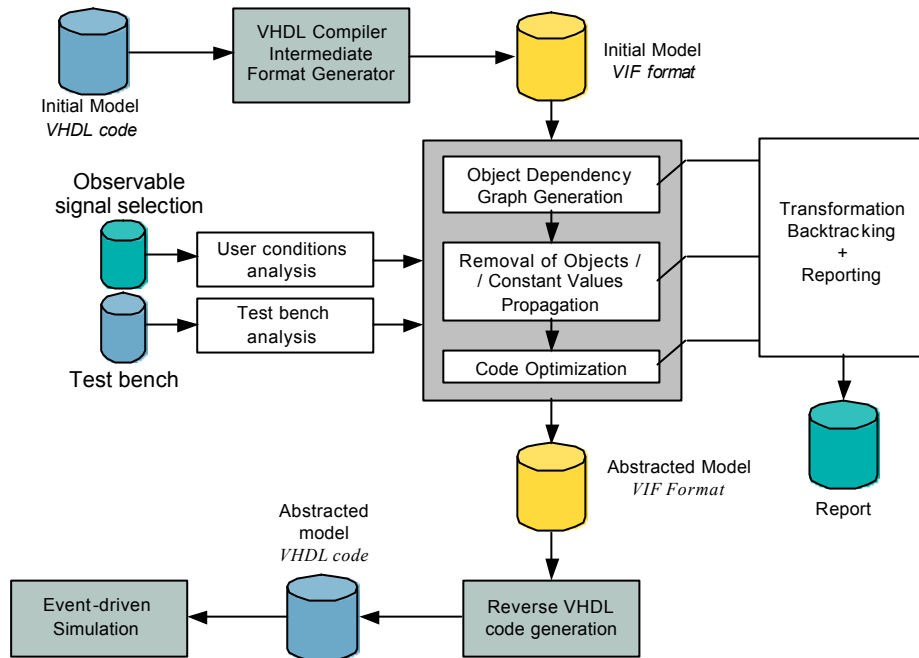 VHDL Compiler
Intermediate
Format Generator
Initial Model
VHDL code
Initial Model
VIF format
Observable
signal selection
User conditions
analysis
Test bench
analysis
Test bench
Object Dependency
Graph Generation
Removal of Objects /
/ Constant Values
Propagation
Code Optimization
Transformation
Backtracking
+
Reporting
Report
Abstracted Model
VIF Format
Abstracted
model
VHDL code
Reverse VHDL
code generation
Event-driven
Simulation